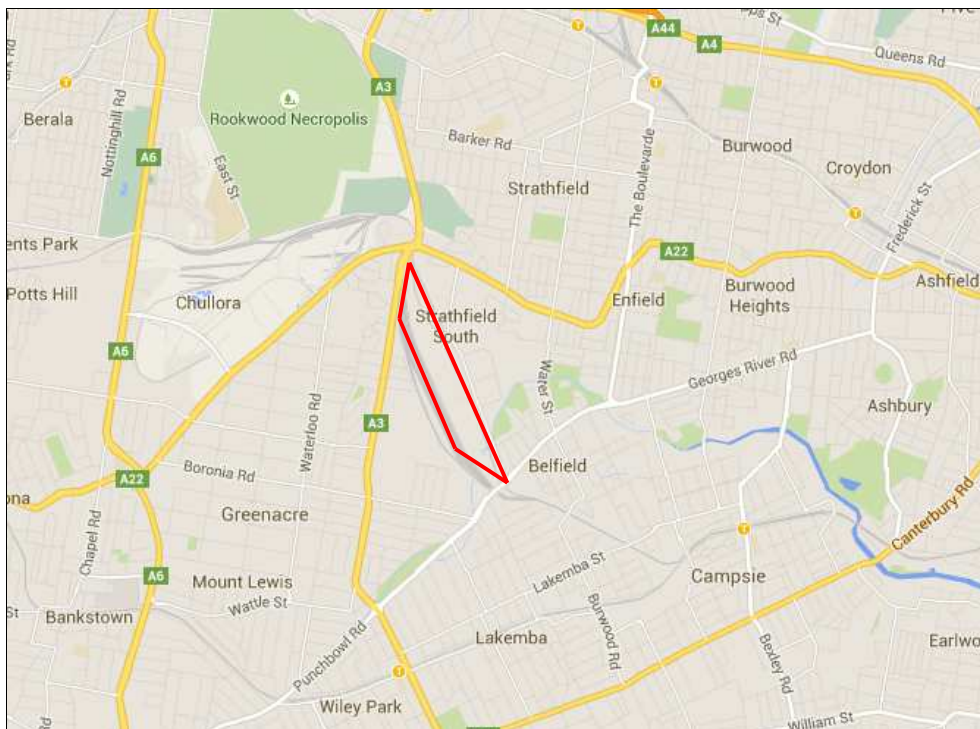 A44
A4
Queens Rd
T
T
T
A3
Berala
Nottinghill Rd
Rookwood Necropolis
Barker Rd
Burwood
A6
East St
Strathfield
The Boulevarde
Croydon
Frederick St
T
ents Park
A22
Potts Hill
Chullora
Enfield
Burwood
Heights
Ashfield
Strathfield
South
A6
Water St
Georges River Rd
Waterloo Rd
A3
Ashbury
Boronia Rd
Belfield
A22
ona
Greenacre
Canterbury Rd
Chapel Rd
T
A6
Mount Lewis
Lakemba St
Campsie
St
Bankstown
Wattle St
Punchbowl Rd
Lakemba
Burwood Rd
Bexley Rd
Earlwo
T
Wiley Park
William St